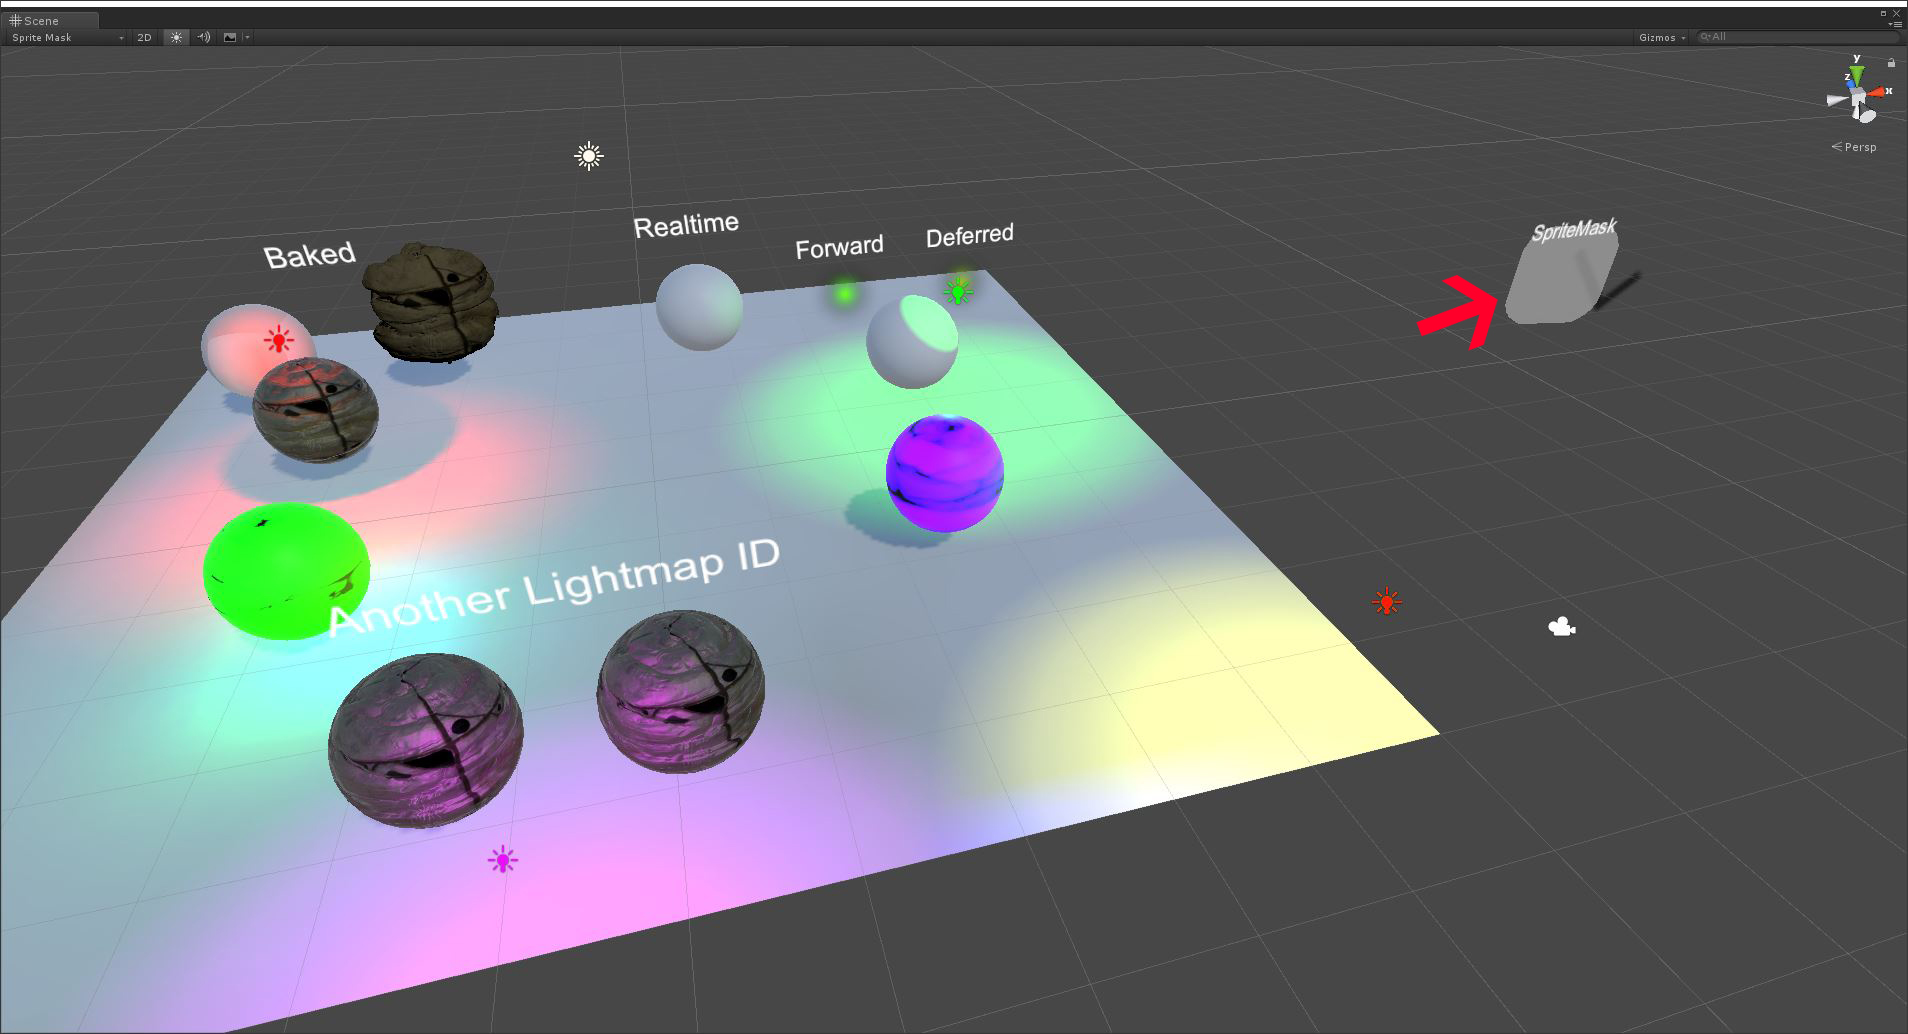 Scene
Sprite Mask
2D
Gizmos
All
y
z
x
Persp
Realtime
SpriteMask
Deferred
Forward
Baked
Another Lightmap ID